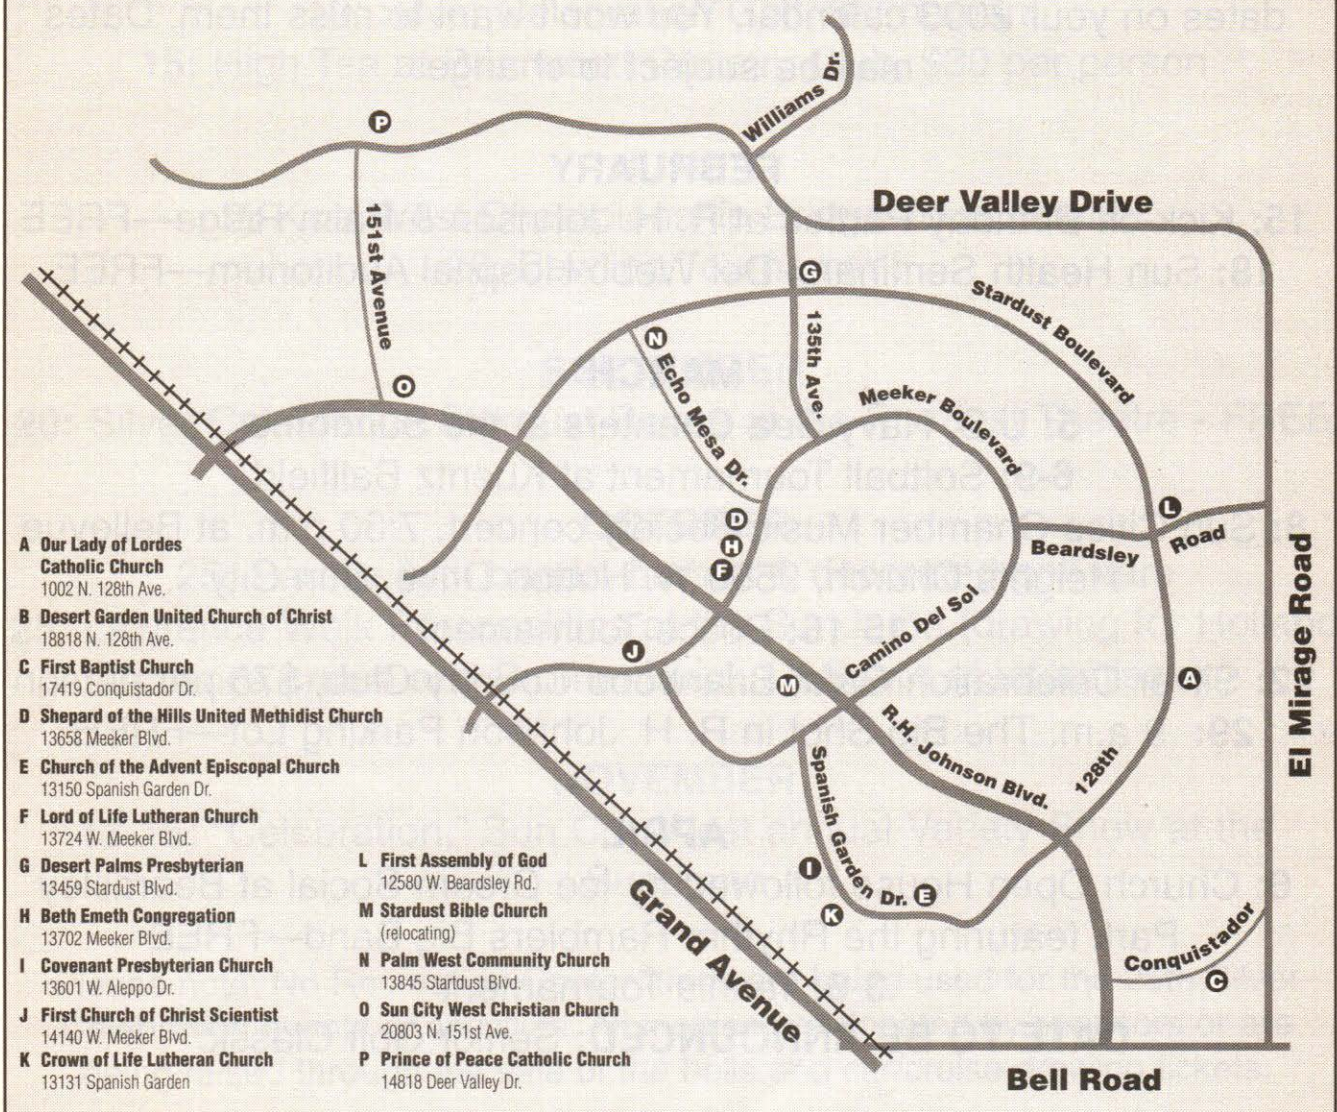 Williams Dr.
P
Deer Valley Drive
151st Avenue
G
Stardust Boulevard
135th Ave.
N
Echo Mesa Dr.
O
Meeker Boulevard
D
H
F
L
Beardsley Road
El Mirage Road
Camino Del Sol
J
M
A
R.H. Johnson Blvd.
128th
Spanish Garden Dr.
I
K
E
Conquistador
C
Grand Avenue
Bell Road
A Our Lady of Lordes
Catholic Church
1002 N. 128th Ave.
B Desert Garden United Church of Christ
18818 N. 128th Ave.
C First Baptist Church
17419 Conquistador Dr.
D Shepard of the Hills United Methidist Church
13658 Meeker Blvd.
E Church of the Advent Episcopal Church
13150 Spanish Garden Dr.
F Lord of Life Lutheran Church
13724 W. Meeker Blvd.
G Desert Palms Presbyterian
13459 Stardust Blvd.
H Beth Emeth Congregation
13702 Meeker Blvd.
I Covenant Presbyterian Church
13601 W. Aleppo Dr.
J First Church of Christ Scientist
14140 W. Meeker Blvd.
K Crown of Life Lutheran Church
13131 Spanish Garden
L First Assembly of God
12580 W. Beardsley Rd.
M Stardust Bible Church
(relocating)
N Palm West Community Church
13845 Startdust Blvd.
O Sun City West Christian Church
20803 N. 151st Ave.
P Prince of Peace Catholic Church
14818 Deer Valley Dr.